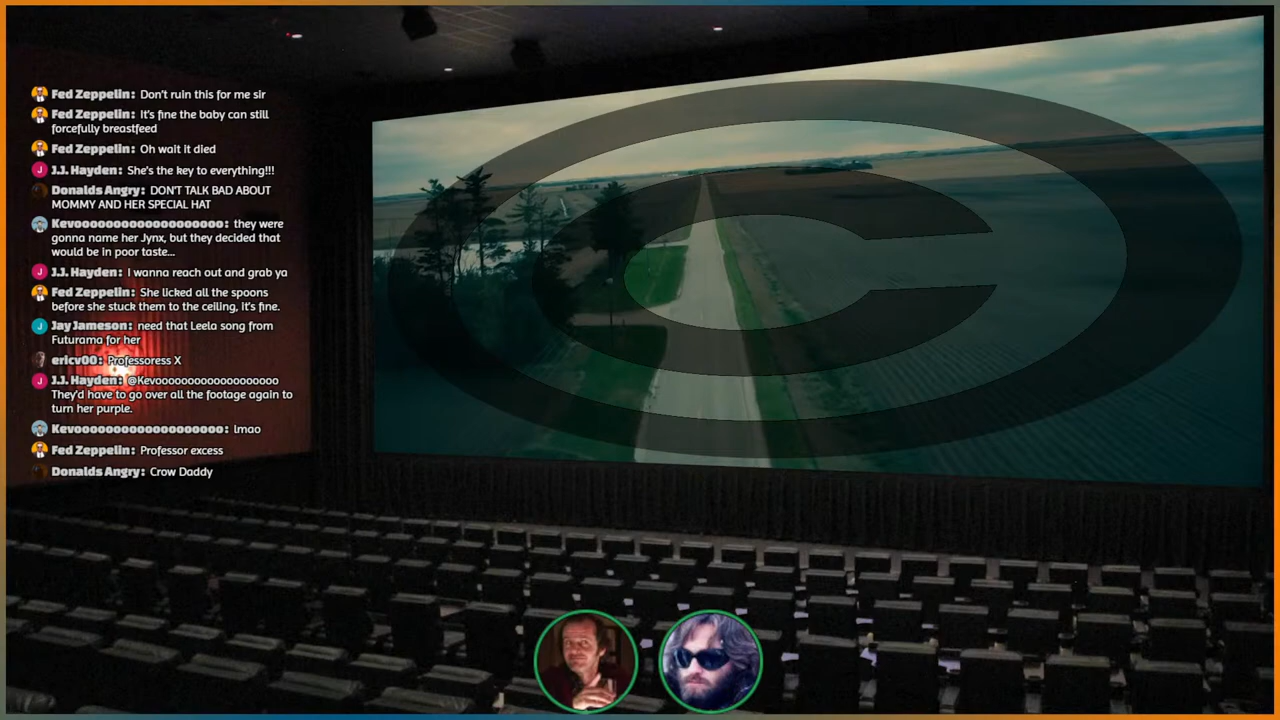 Fed Zeppelin: Don't ruin this for me sir
Fed Zeppelin: It's fine the baby can still
forcefully breastfeed
Fed Zeppelin: Oh wait it died
J J.J. Hayden: She's the key to everything!!!
Donalds Angry: DON'T TALK BAD ABOUT
MOMMY AND HER SPECIAL HAT
Kevooooooooooooooooooo: they were
gonna name her Jynx, but they decided that
would be in poor taste...
J J.J. Hayden: I wanna reach out and grab ya
Fed Zeppelin: She licked all the spoons
before she stuck them to the ceiling, it's fine.
J Jay Jameson: need that Leela song from
Futurama for her
ericv00: Professoress X
J J.J. Hayden: @Kevooooooooooooooooooo
They'd have to go over all the footage again to
turn her purple.
Kevooooooooooooooooooo: lmao
Fed Zeppelin: Professor excess
Donalds Angry: Crow Daddy